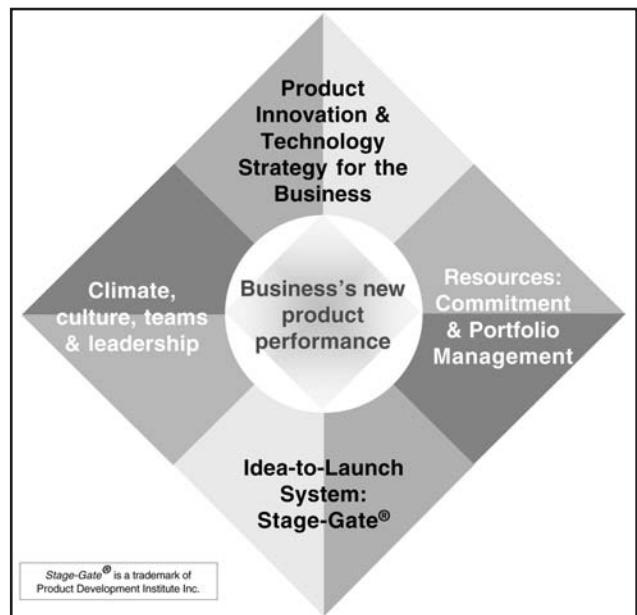 Product
Innovation &
Technology
Strategy for the
Business
Climate,
culture, teams
& leadership
Business's new
product
performance
Resources:
Commitment
& Portfolio
Management
Idea-to-Launch
System:
Stage-Gate®
Stage-Gate® is a trademark of
Product Development Institute Inc.